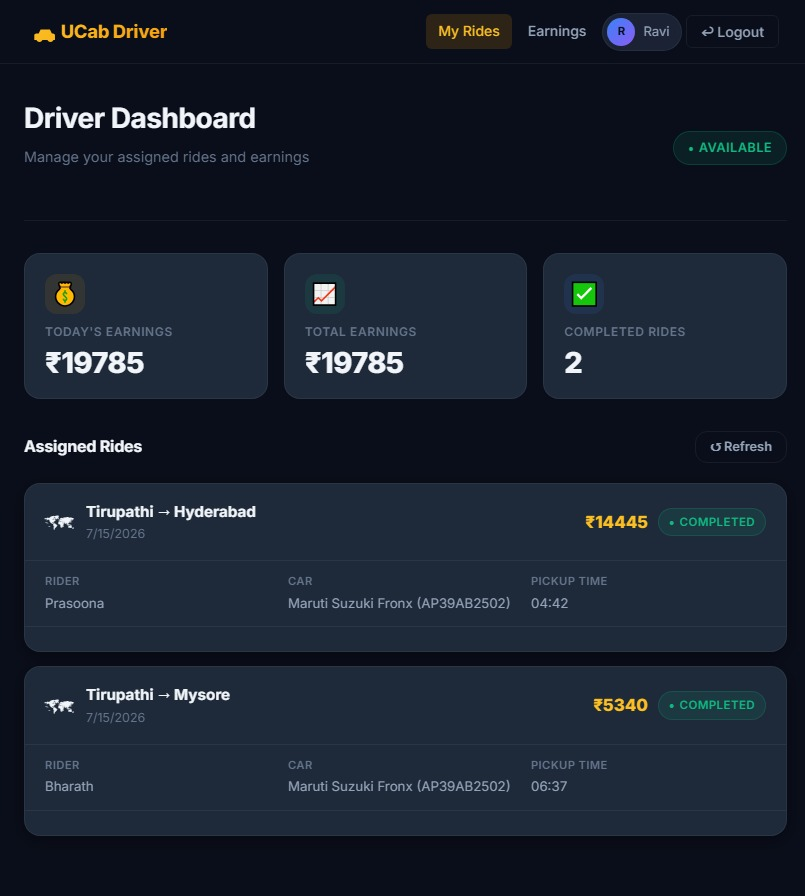 UCab Driver
My Rides
Earnings
R
Ravi
↩ Logout
Driver Dashboard
Manage your assigned rides and earnings
• AVAILABLE
TODAY'S EARNINGS
₹19785
TOTAL EARNINGS
₹19785
COMPLETED RIDES
2
Assigned Rides
↺ Refresh
Tirupathi → Hyderabad
7/15/2026
₹14445
• COMPLETED
RIDER
Prasoona
CAR
Maruti Suzuki Fronx (AP39AB2502)
PICKUP TIME
04:42
Tirupathi → Mysore
7/15/2026
₹5340
• COMPLETED
RIDER
Bharath
CAR
Maruti Suzuki Fronx (AP39AB2502)
PICKUP TIME
06:37